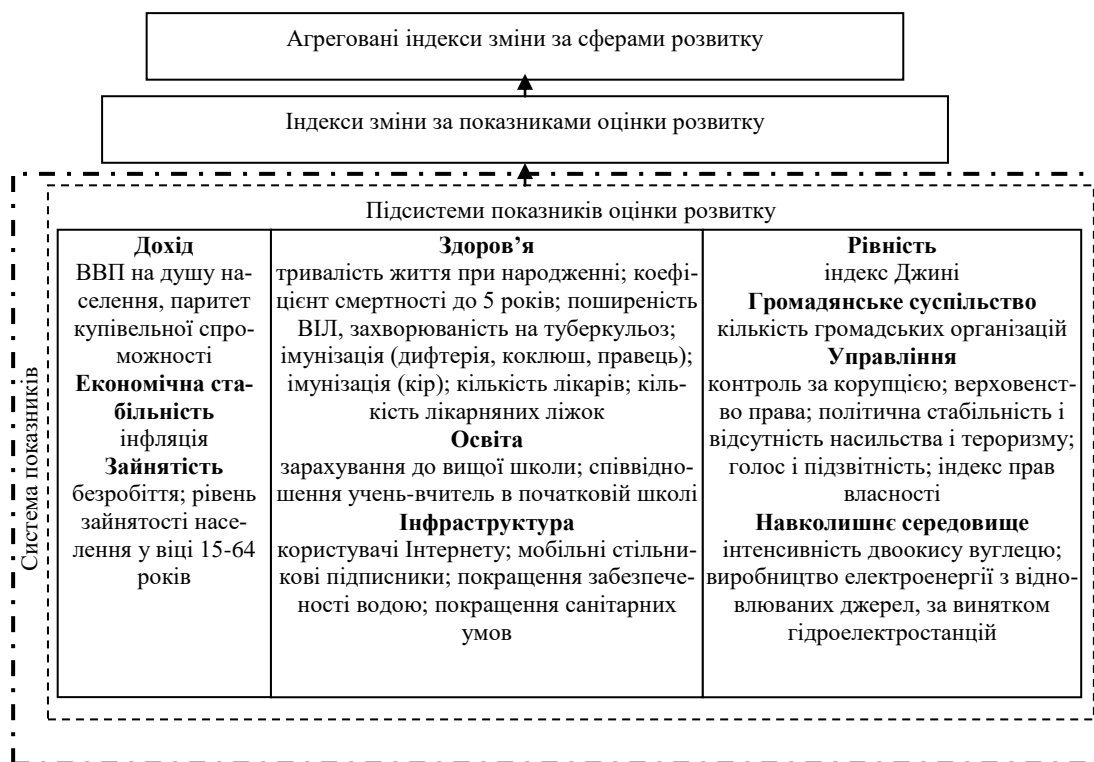 Агреговані індекси зміни за сферами розвитку
Індекси зміни за показниками оцінки розвитку
Система показників
Підсистеми показників оцінки розвитку
Дохід
ВВП на душу на-
селення, паритет
купівельної спро-
можності
Економічна ста-
більність
інфляція
Зайнятість
безробіття; рівень
зайнятості насе-
лення у віці 15-64
років
Здоров’я
тривалість життя при народженні; коефі-
цієнт смертності до 5 років; поширеність
ВІЛ, захворюваність на туберкульоз;
імунізація (дифтерія, коклюш, правець);
імунізація (кір); кількість лікарів; кіль-
кість лікарняних ліжок
Освіта
зарахування до вищої школи; співвідно-
шення учень-вчитель в початковій школі
Інфраструктура
користувачі Інтернету; мобільні стільни-
кові підписники; покращення забезпече-
ності водою; покращення санітарних
умов
Рівність
індекс Джині
Громадянське суспільство
кількість громадських організацій
Управління
контроль за корупцією; верховенст-
во права; політична стабільність і
відсутність насильства і тероризму;
голос і підзвітність; індекс прав
власності
Навколишнє середовище
інтенсивність двоокису вуглецю;
виробництво електроенергії з відно-
влюваних джерел, за винятком
гідроелектростанцій